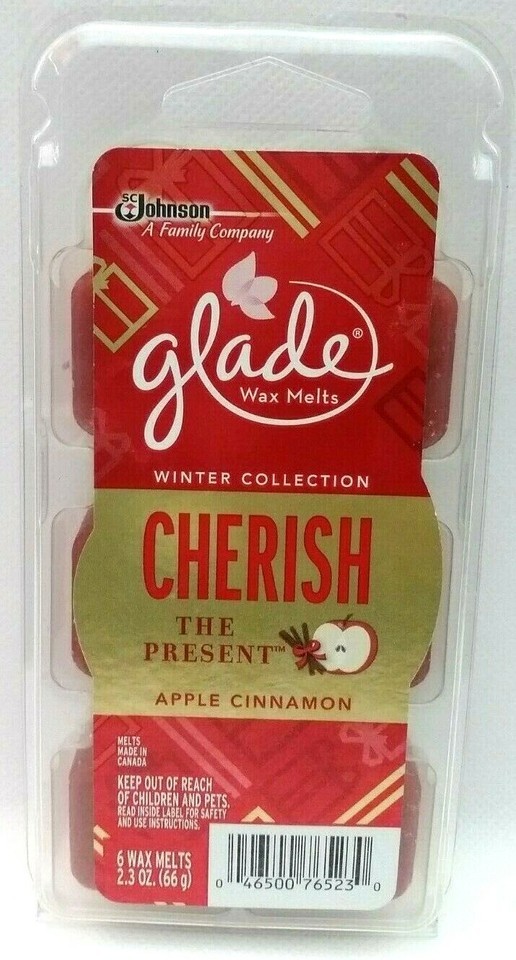 SC Johnson
A Family Company
glade®
Wax Melts
WINTER COLLECTION
CHERISH
THE
PRESENT™
APPLE CINNAMON
MELTS
MADE IN
CANADA
KEEP OUT OF REACH
OF CHILDREN AND PETS.
READ INSIDE LABEL FOR SAFETY
AND USE INSTRUCTIONS.
6 WAX MELTS
2.3 OZ. (66 g)
0 46500 76523 0